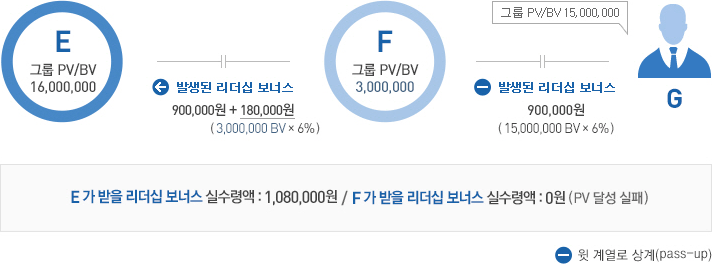 그룹 PV/BV 15,000,000
E
그룹 PV/BV
16,000,000
발생된 리더십 보너스
900,000원 + 180,000원
( 3,000,000 BV × 6%)
F
그룹 PV/BV
3,000,000
발생된 리더십 보너스
900,000원
( 15,000,000 BV × 6%)
G
E 가 받을 리더십 보너스 실수령액 : 1,080,000원 / F 가 받을 리더십 보너스 실수령액 : 0원 (PV 달성 실패)
윗 계열로 상계(pass-up)